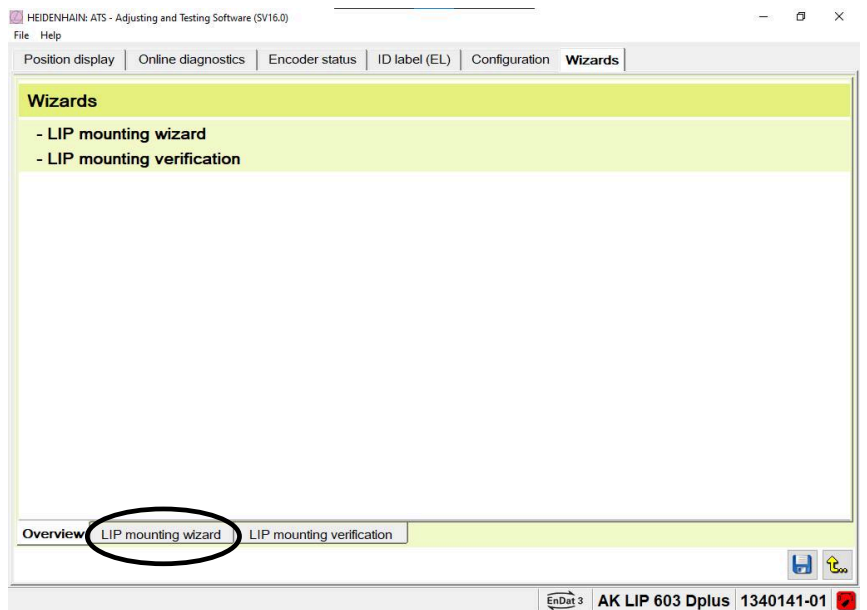 HEIDENHAIN: ATS - Adjusting and Testing Software (SV16.0)
File Help
Position display Online diagnostics Encoder status ID label (EL) Configuration Wizards
Wizards
- LIP mounting wizard
- LIP mounting verification
Overview LIP mounting wizard LIP mounting verification
EnDat 3 AK LIP 603 Dplus 1340141-01